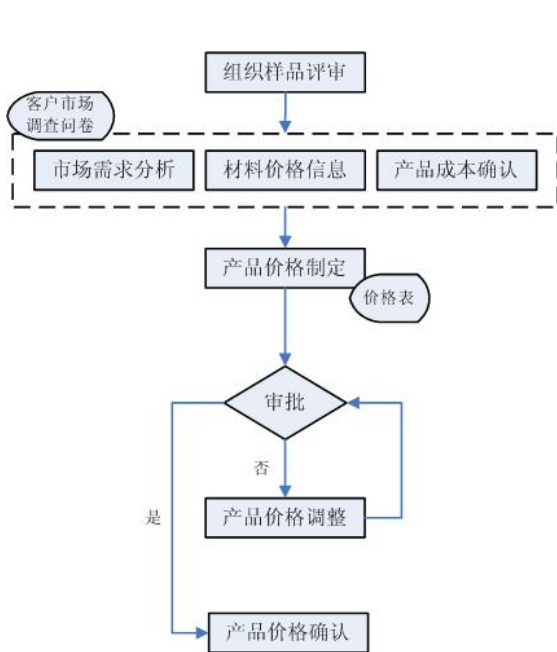 组织样品评审
客户市场
调查问卷
市场需求分析
材料价格信息
产品成本确认
产品价格制定
价格表
审批
否
产品价格调整
是
产品价格确认